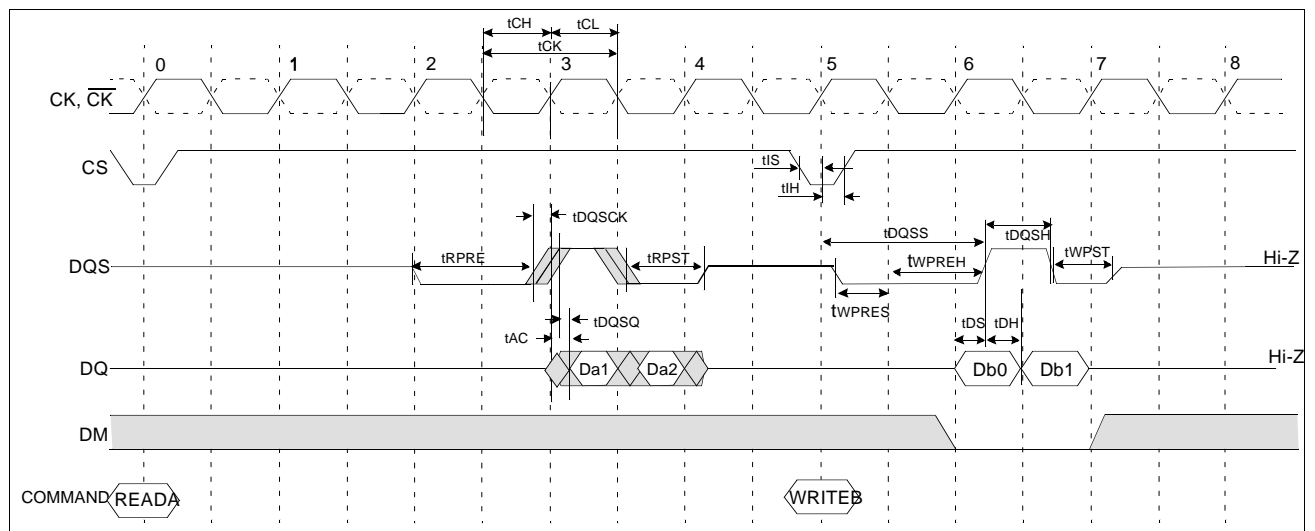 tCH tCL
tCK
0 1 2 3 4 5 6 7 8
CK, CK
CS
tIS
tIH
tDQSCK
tDQSS
tDQSH
DQS
tRPRE
tRPST
tWPREH
tWPST
Hi-Z
tWPRES
tDQSQ
tAC
tDS tDH
Hi-Z
DQ
Da1 Da2
Db0 Db1
DM
COMMAND
READA
WRITEB